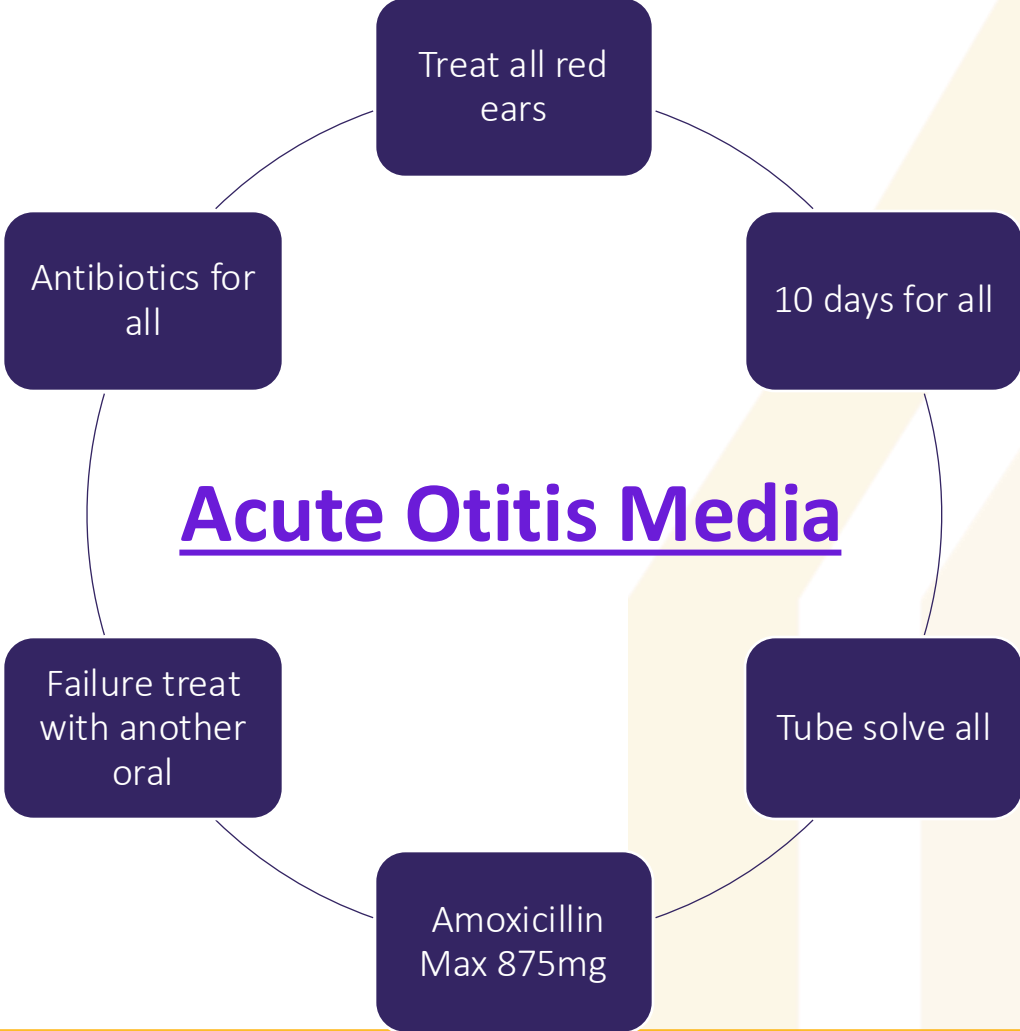 Treat all red
ears
Antibiotics for
all
10 days for all
Acute Otitis Media
Failure treat
with another
oral
Tube solve all
Amoxicillin
Max 875mg